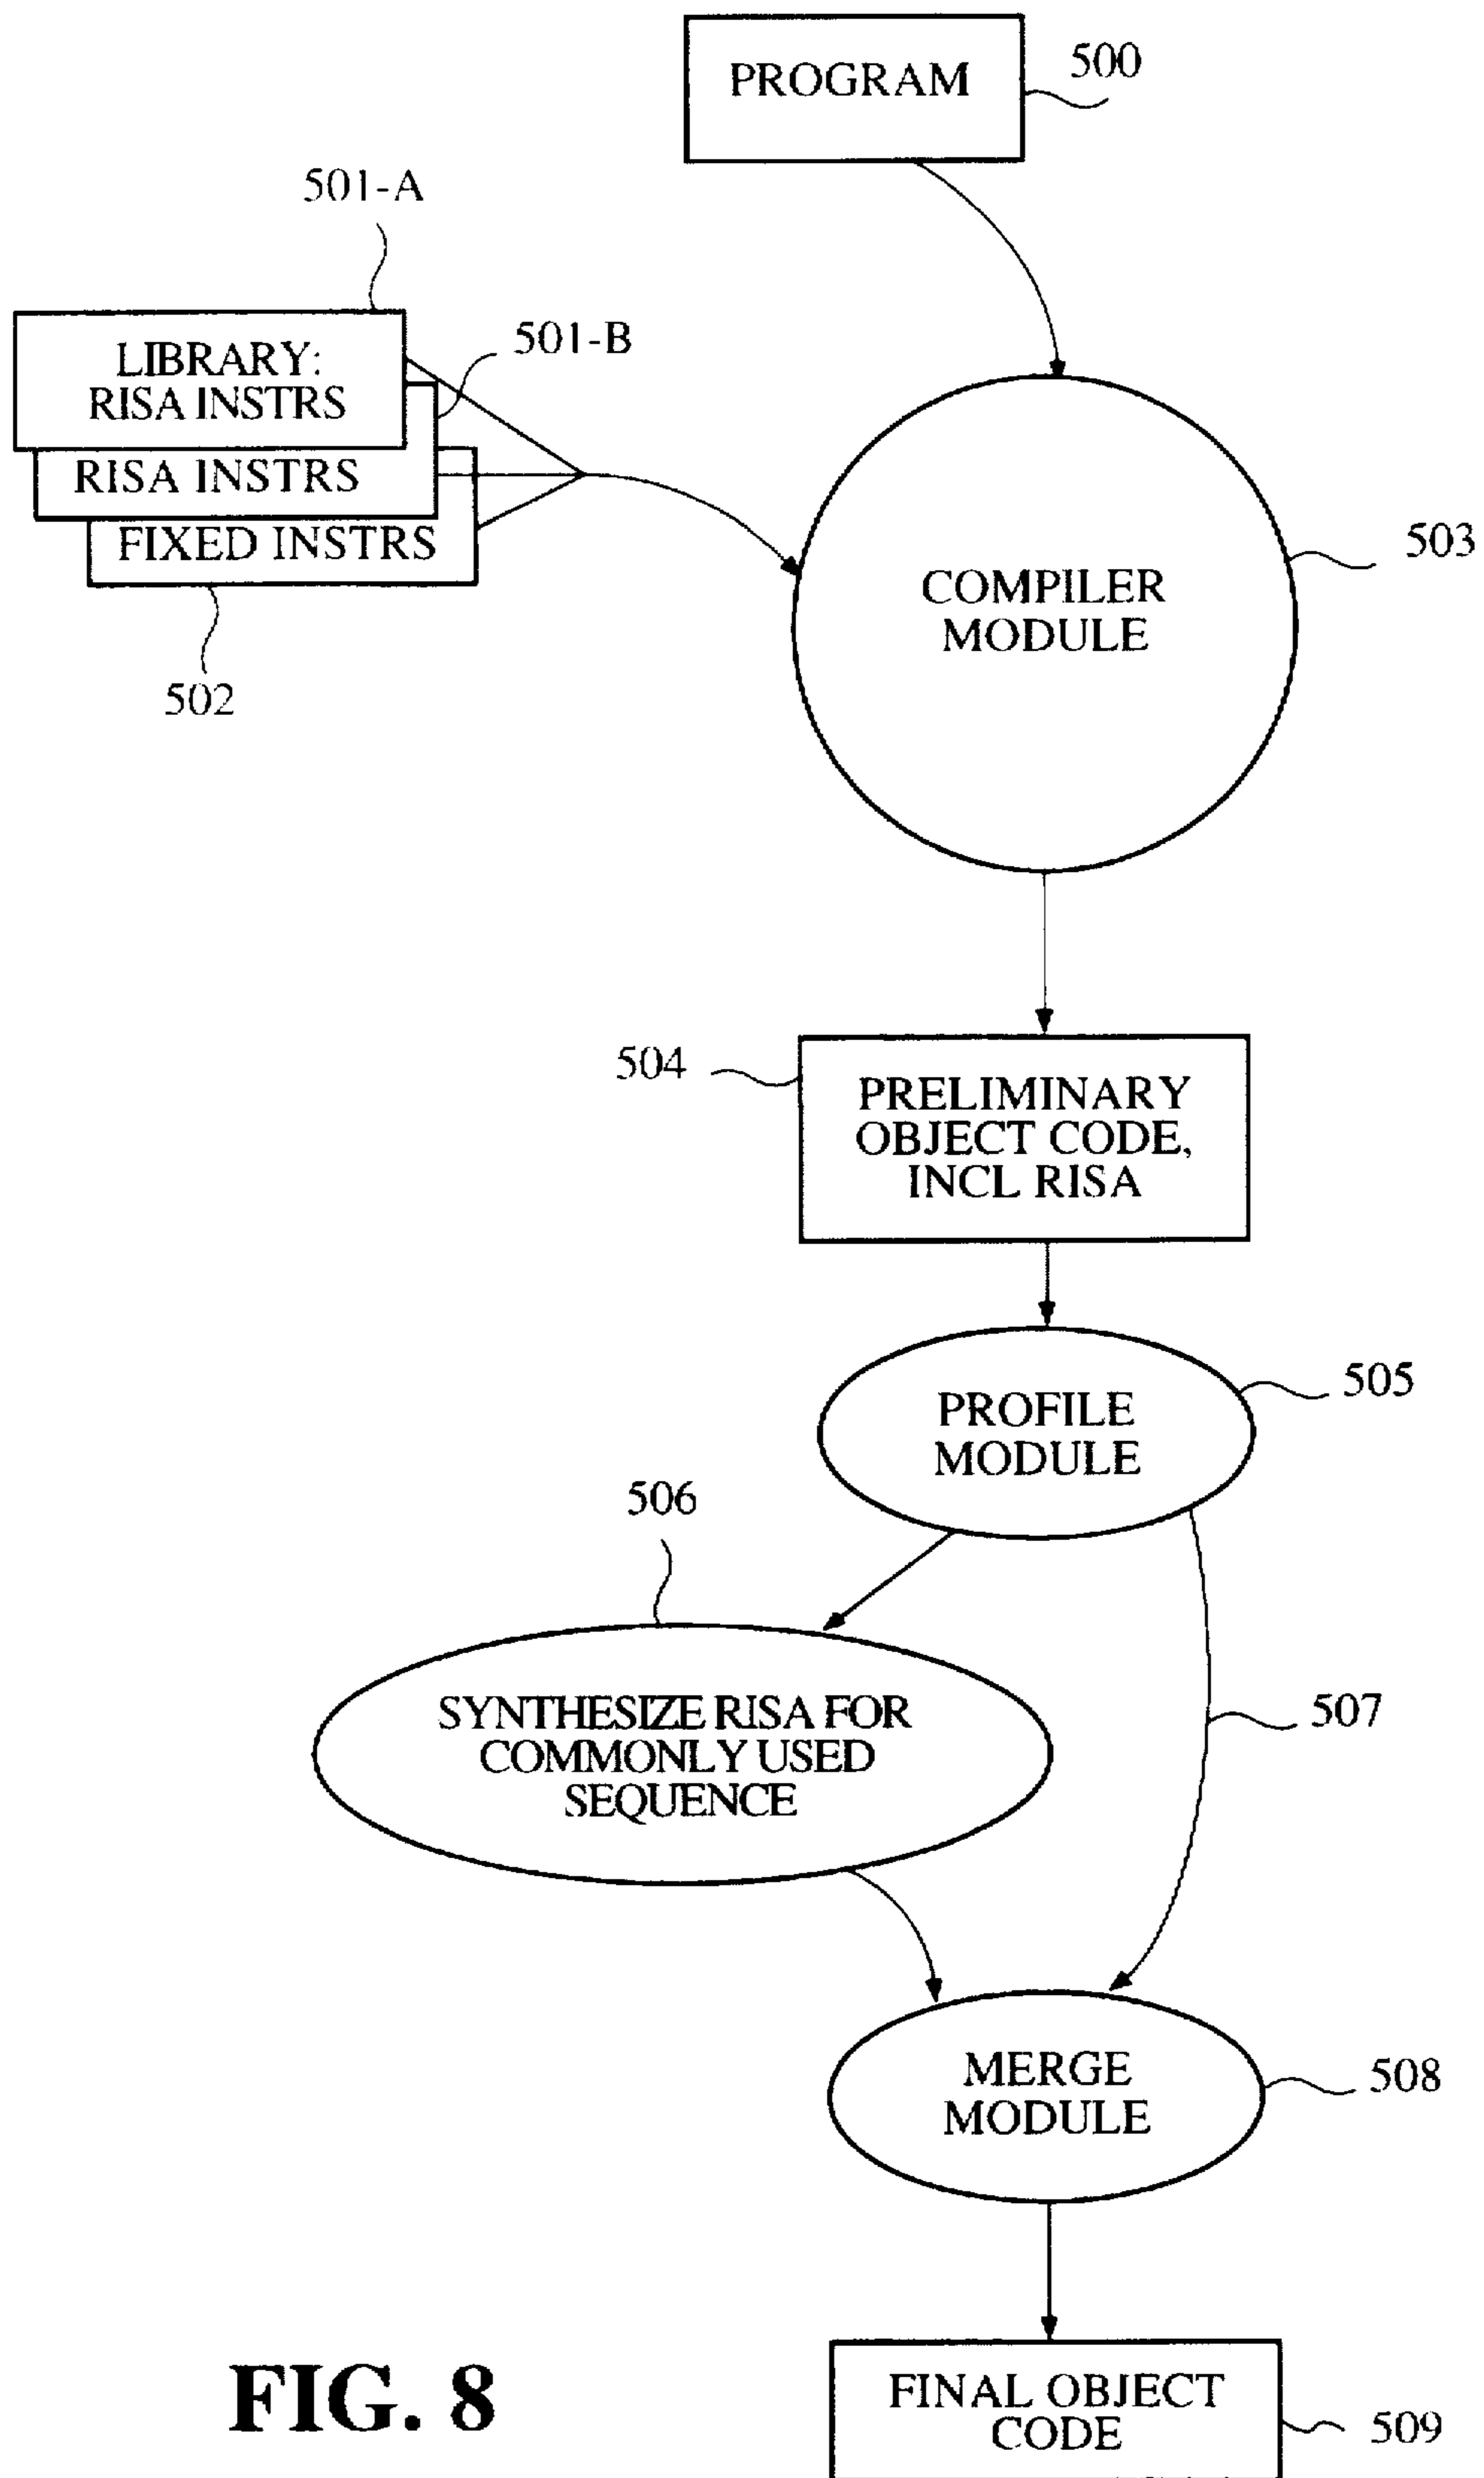 PROGRAM
500
501-A
LIBRARY:
RISA INSTRS
501-B
RISA INSTRS
FIXED INSTRS
502
COMPILER
MODULE
503
504
PRELIMINARY
OBJECT CODE,
INCL RISA
PROFILE
MODULE
505
506
SYNTHESIZE RISA FOR
COMMONLY USED
SEQUENCE
507
MERGE
MODULE
508
FINAL OBJECT
CODE
509
FIG. 8